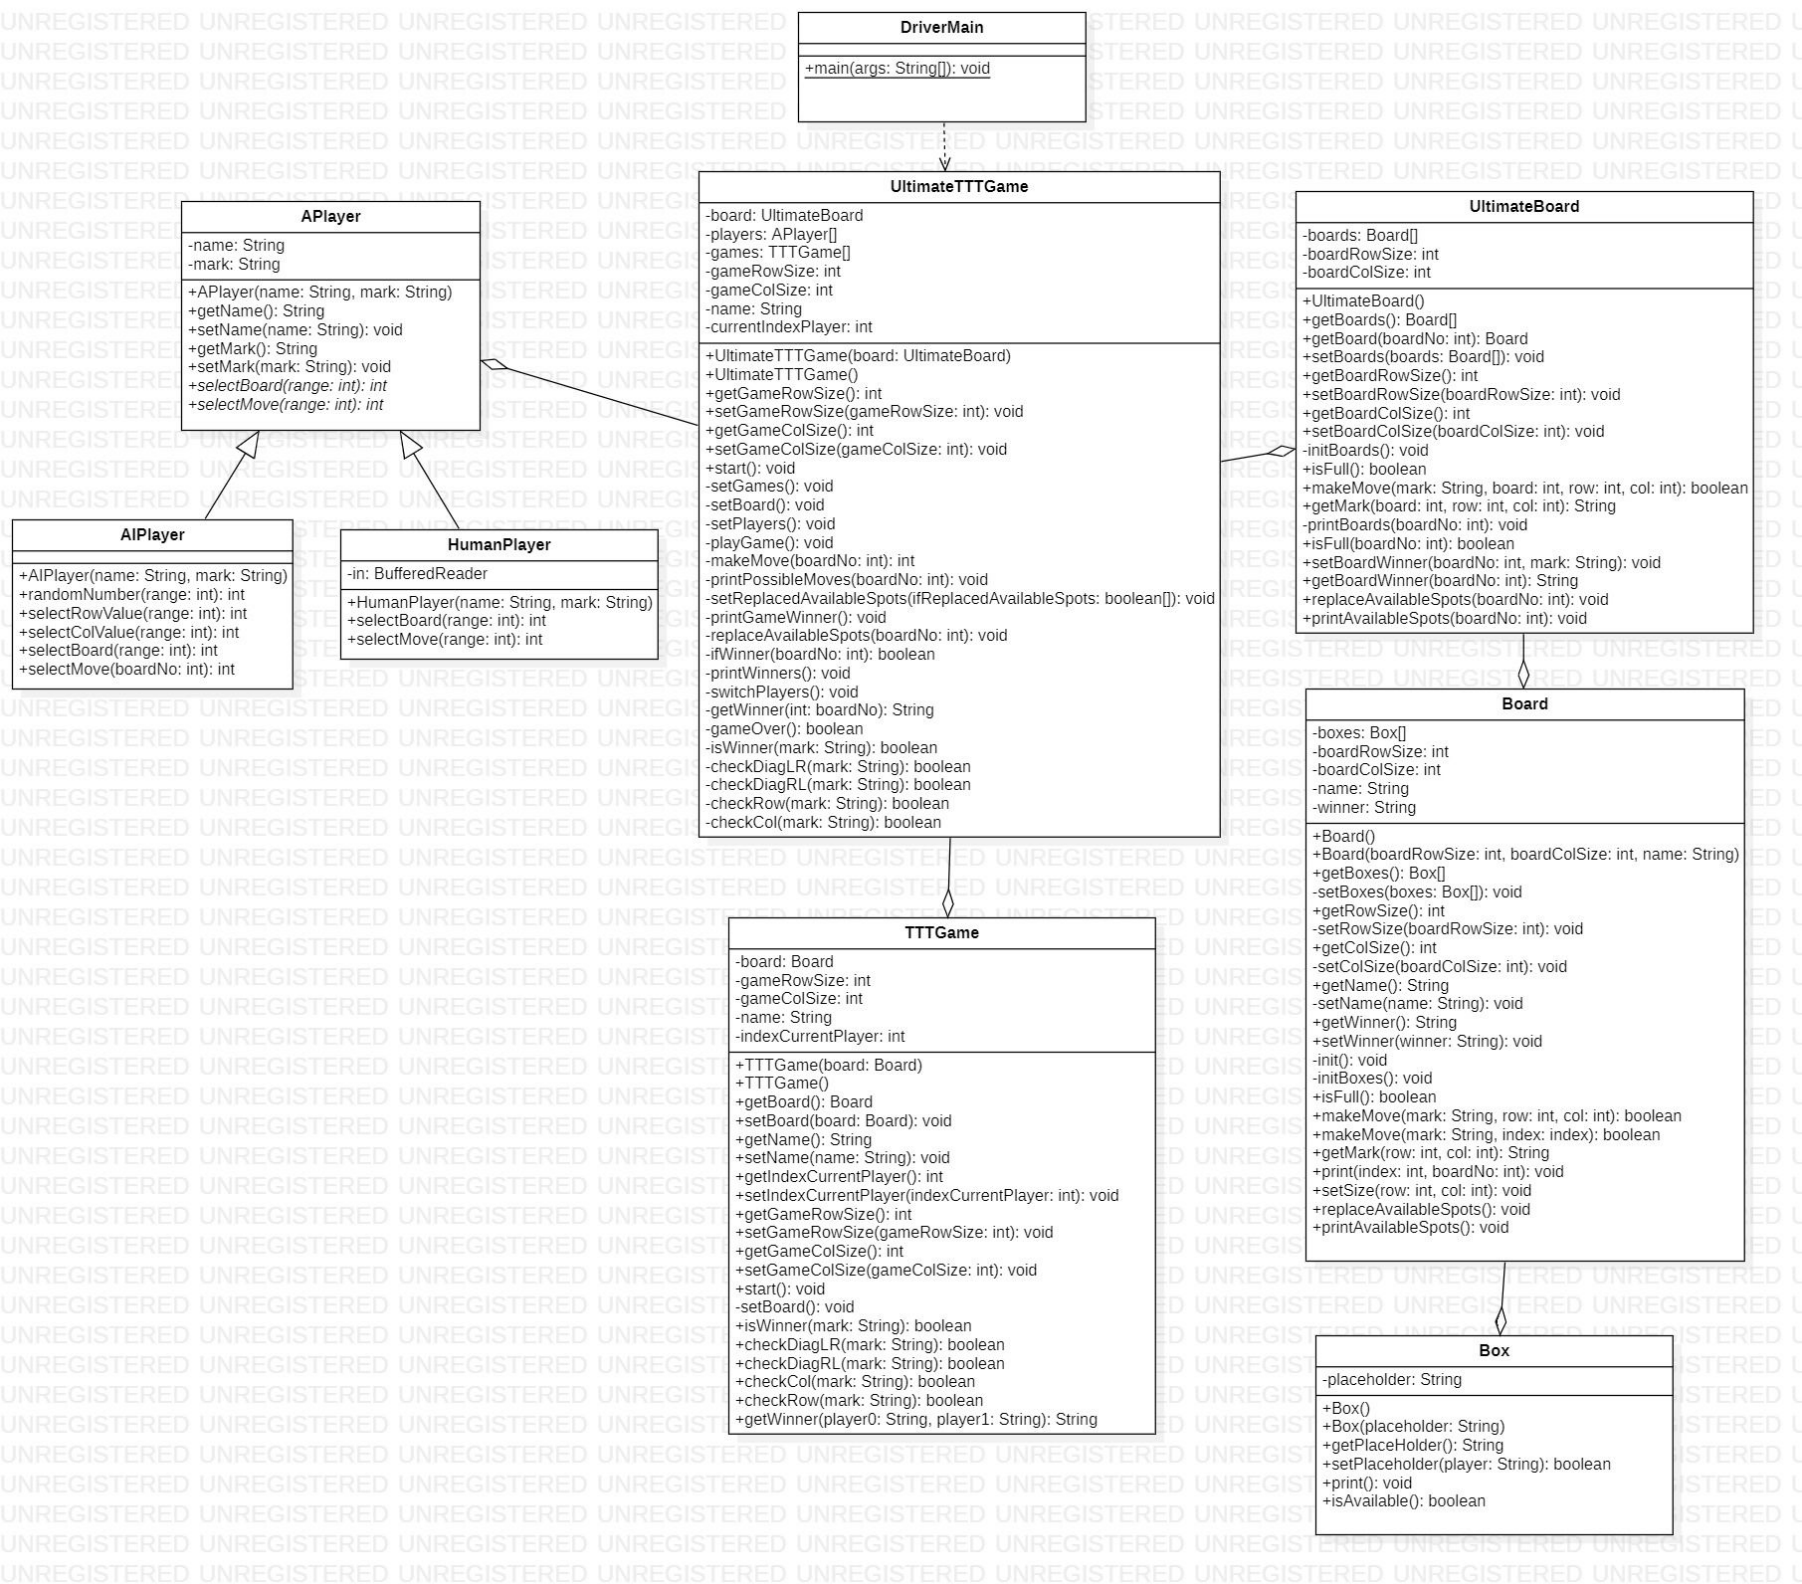 DriverMain
+main(args: String[]): void
APlayer
-name: String
-mark: String
+APlayer(name: String, mark: String)
+getName(): String
+setName(name: String): void
+getMark(): String
+setMark(mark: String): void
+selectBoard(range: int): int
+selectMove(range: int): int
AIPlayer
+AIPlayer(name: String, mark: String)
+randomNumber(range: int): int
+selectRowValue(range: int): int
+selectColValue(range: int): int
+selectBoard(range: int): int
+selectMove(boardNo: int): int
HumanPlayer
-in: BufferedReader
+HumanPlayer(name: String, mark: String)
+selectBoard(range: int): int
+selectMove(range: int): int
UltimateTTTGame
-board: UltimateBoard
-players: APlayer[]
-games: TTTGame[]
-gameRowSize: int
-gameColSize: int
-name: String
-currentIndexPlayer: int
+UltimateTTTGame(board: UltimateBoard)
+UltimateTTTGame()
+getGameRowSize(): int
+setGameRowSize(gameRowSize: int): void
+getGameColSize(): int
+setGameColSize(gameColSize: int): void
+start(): void
-setGames(): void
-setBoard(): void
-setPlayers(): void
-playGame(): void
-makeMove(boardNo: int): int
-printPossibleMoves(boardNo: int): void
-setReplacedAvailableSpots(ifReplacedAvailableSpots: boolean[]): void
-printGameWinner(): void
-replaceAvailableSpots(boardNo: int): void
-ifWinner(boardNo: int): boolean
-printWinners(): void
-switchPlayers(): void
-getWinner(int: boardNo): String
-gameOver(): boolean
-isWinner(mark: String): boolean
-checkDiagLR(mark: String): boolean
-checkDiagRL(mark: String): boolean
-checkRow(mark: String): boolean
-checkCol(mark: String): boolean
UltimateBoard
-boards: Board[]
-boardRowSize: int
-boardColSize: int
+UltimateBoard()
+getBoards(): Board[]
+getBoard(boardNo: int): Board
+setBoards(boards: Board[]): void
+getBoardRowSize(): int
+setBoardRowSize(boardRowSize: int): void
+getBoardColSize(): int
+setBoardColSize(boardColSize: int): void
-initBoards(): void
+isFull(): boolean
+makeMove(mark: String, board: int, row: int, col: int): boolean
+getMark(board: int, row: int, col: int): String
-printBoards(boardNo: int): void
+isFull(boardNo: int): boolean
+setBoardWinner(boardNo: int, mark: String): void
+getBoardWinner(boardNo: int): String
+replaceAvailableSpots(boardNo: int): void
+printAvailableSpots(boardNo: int): void
Board
-boxes: Box[]
-boardRowSize: int
-boardColSize: int
-name: String
-winner: String
+Board()
+Board(boardRowSize: int, boardColSize: int, name: String)
+getBoxes(): Box[]
-setBoxes(boxes: Box[]): void
+getRowSize(): int
-setRowSize(boardRowSize: int): void
+getColSize(): int
-setColSize(boardColSize: int): void
+getName(): String
-setName(name: String): void
+getWinner(): String
+setWinner(winner: String): void
-init(): void
-initBoxes(): void
+isFull(): boolean
+makeMove(mark: String, row: int, col: int): boolean
+makeMove(mark: String, index: index): boolean
+getMark(row: int, col: int): String
+print(index: int, boardNo: int): void
+setSize(row: int, col: int): void
+replaceAvailableSpots(): void
+printAvailableSpots(): void
TTTGame
-board: Board
-gameRowSize: int
-gameColSize: int
-name: String
-indexCurrentPlayer: int
+TTTGame(board: Board)
+TTTGame()
+getBoard(): Board
+setBoard(board: Board): void
+getName(): String
+setName(name: String): void
+getIndexCurrentPlayer(): int
+setIndexCurrentPlayer(indexCurrentPlayer: int): void
+getGameRowSize(): int
+setGameRowSize(gameRowSize: int): void
+getGameColSize(): int
+setGameColSize(gameColSize: int): void
+start(): void
-setBoard(): void
+isWinner(mark: String): boolean
+checkDiagLR(mark: String): boolean
+checkDiagRL(mark: String): boolean
+checkCol(mark: String): boolean
+checkRow(mark: String): boolean
+getWinner(player0: String, player1: String): String
Box
-placeholder: String
+Box()
+Box(placeholder: String)
+getPlaceHolder(): String
+setPlaceholder(player: String): boolean
+print(): void
+isAvailable(): boolean
UNREGISTERED